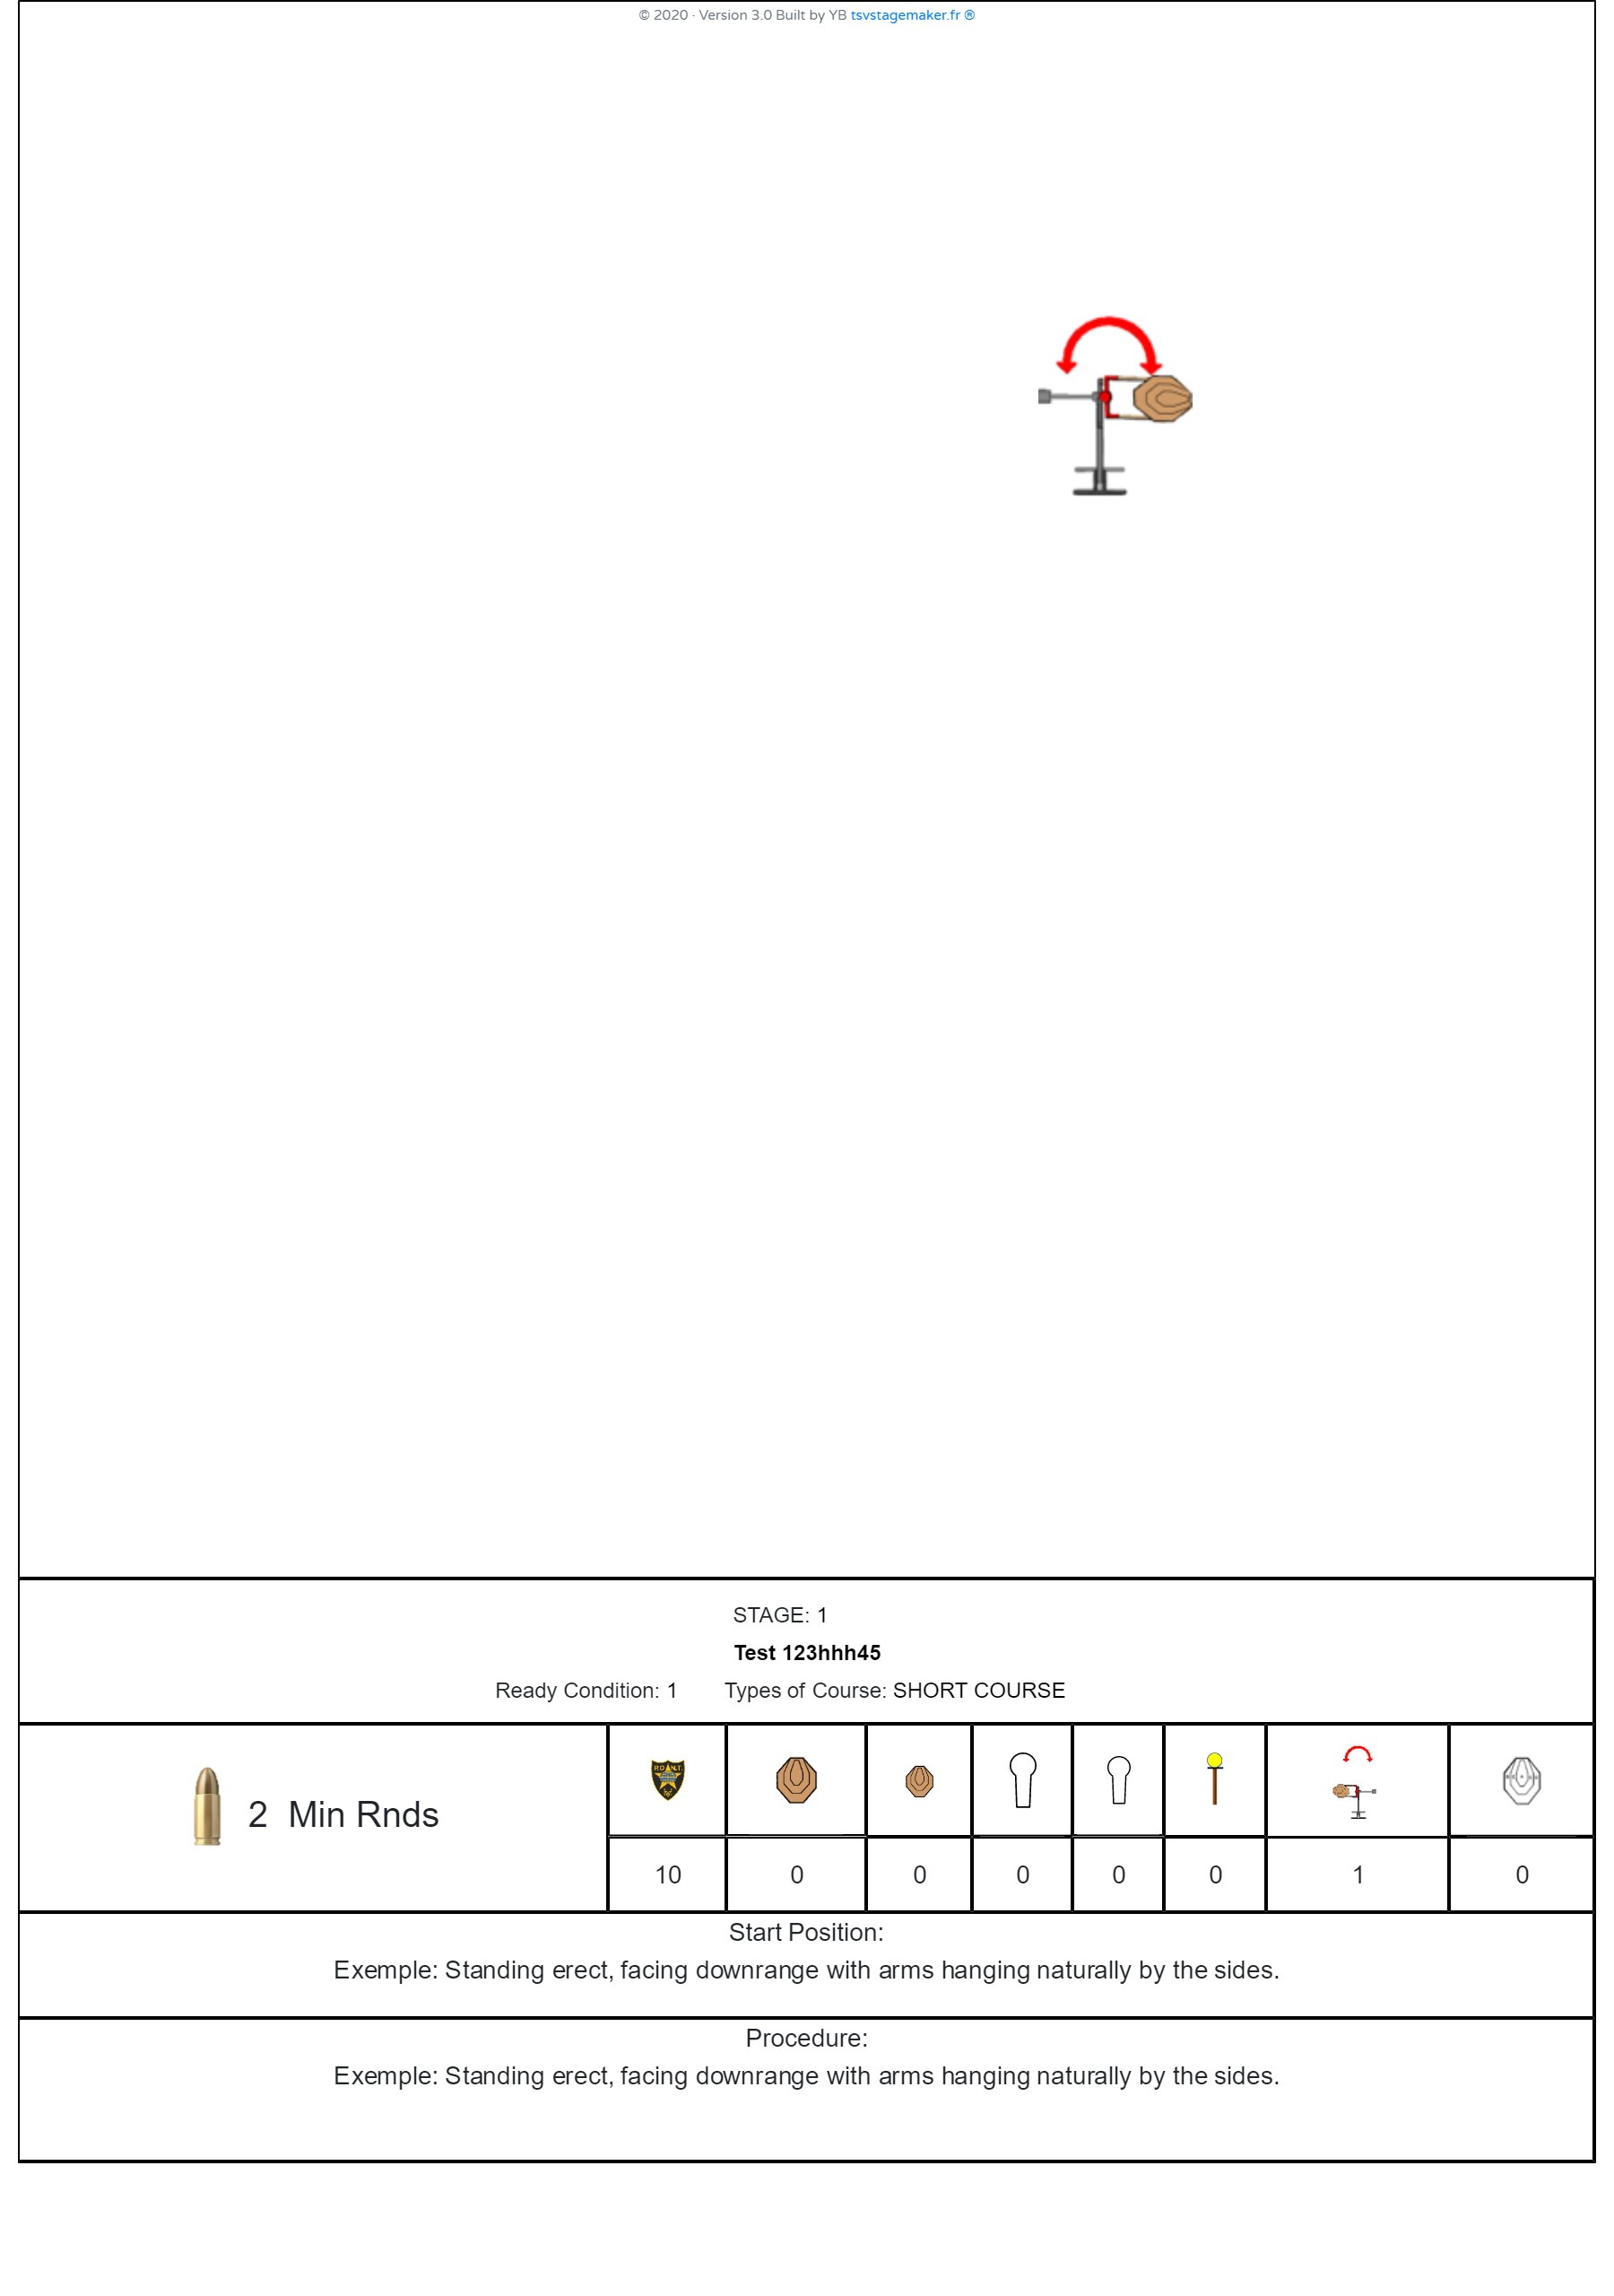 © 2020 · Version 3.0 Built by YB tsvstagemaker.fr ®
STAGE: 1
Test 123hhh45
Ready Condition: 1 Types of Course: SHORT COURSE
2 Min Rnds
10 0 0 0 0 0 1 0
Start Position:
Exemple: Standing erect, facing downrange with arms hanging naturally by the sides.
Procedure:
Exemple: Standing erect, facing downrange with arms hanging naturally by the sides.